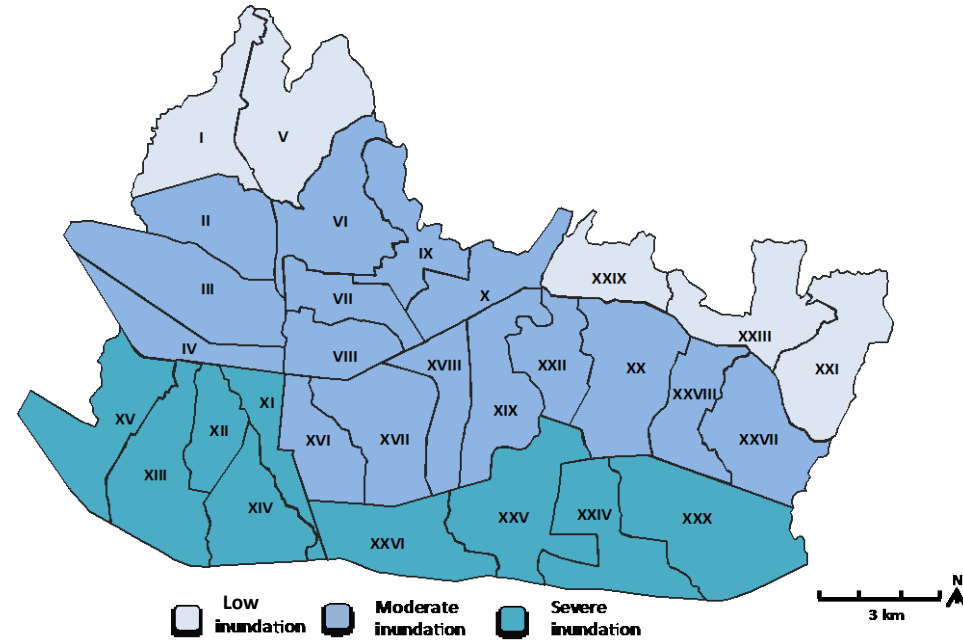 I
V
II
VI
IX
XXIX
III
VII
X
XXIII
IV
VIII
XVIII
XXII
XX
XXI
XXVIII
XV
XII
XI
XVI
XVII
XIX
XXVII
XIII
XIV
XXVI
XXV
XXIV
XXX
N
3 km
Low
inundation
Moderate
inundation
Severe
inundation